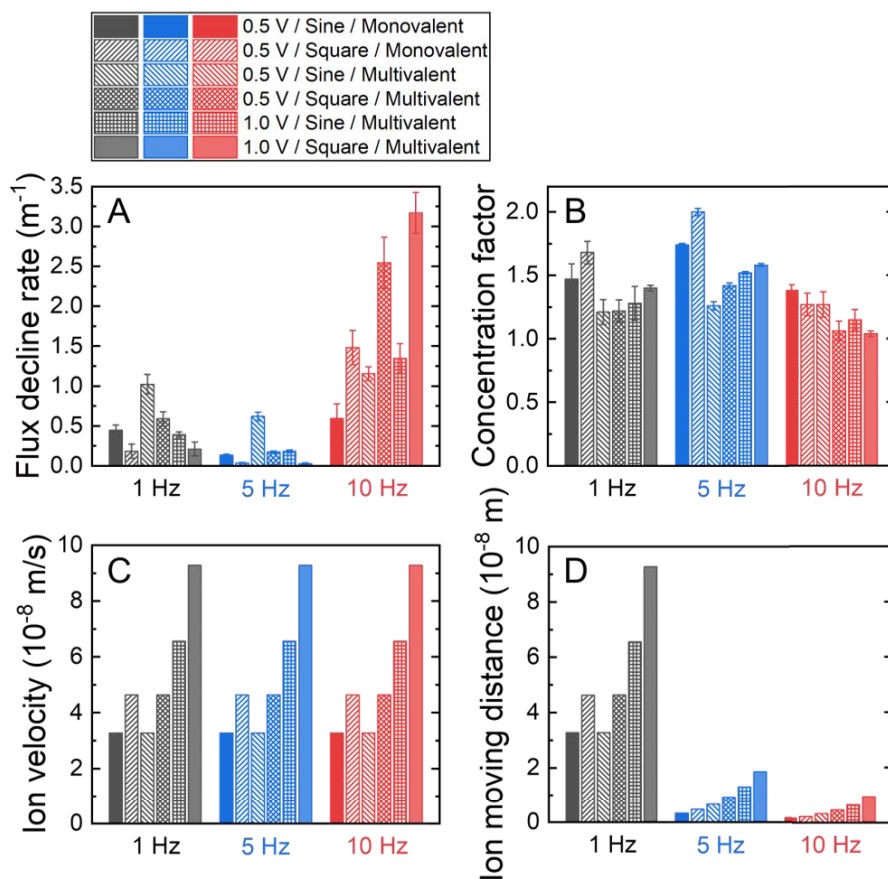 0.5 V / Sine / Monovalent
0.5 V / Square / Monovalent
0.5 V / Sine / Multivalent
0.5 V / Square / Multivalent
1.0 V / Sine / Multivalent
1.0 V / Square / Multivalent
A
Flux decline rate (m⁻¹)
3.5
3.0
2.5
2.0
1.5
1.0
0.5
0.0
1 Hz
5 Hz
10 Hz
B
Concentration factor
2.0
1.5
1.0
0.5
0.0
1 Hz
5 Hz
10 Hz
C
Ion velocity (10⁻⁸ m/s)
10
8
6
4
2
0
1 Hz
5 Hz
10 Hz
D
Ion moving distance (10⁻⁸ m)
10
8
6
4
2
0
1 Hz
5 Hz
10 Hz